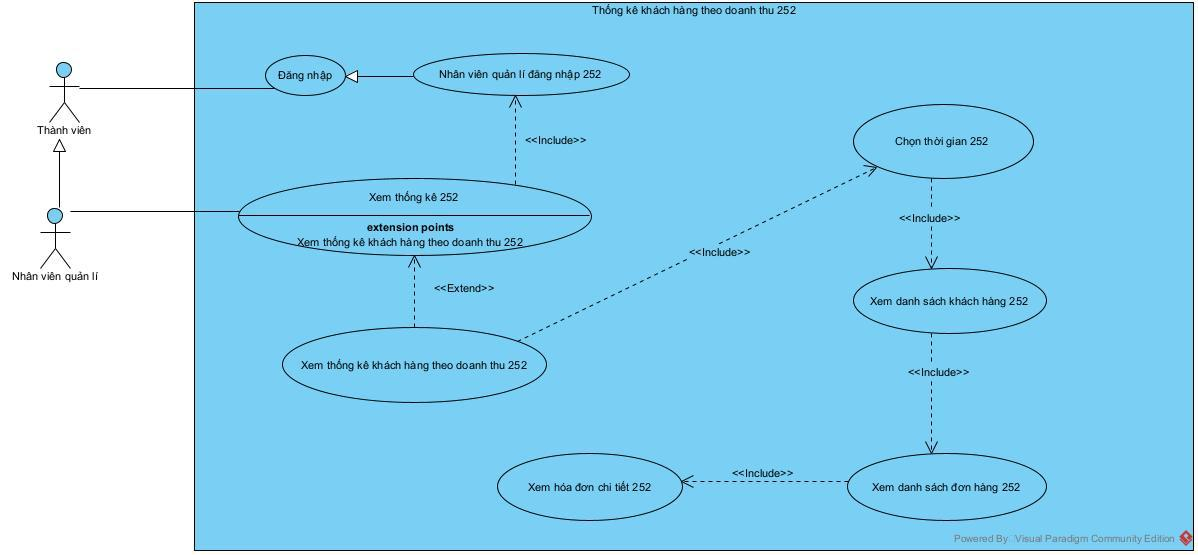 Thống kê khách hàng theo doanh thu 252
Đăng nhập
Nhân viên quản lí đăng nhập 252
Thành viên
<<Include>>
Chọn thời gian 252
Xem thống kê 252
extension points
Xem thống kê khách hàng theo doanh thu 252
<<Include>>
Nhân viên quản lí
<<Include>>
<<Extend>>
Xem danh sách khách hàng 252
Xem thống kê khách hàng theo doanh thu 252
<<Include>>
<<Include>>
Xem hóa đơn chi tiết 252
Xem danh sách đơn hàng 252
Powered By Visual Paradigm Community Edition